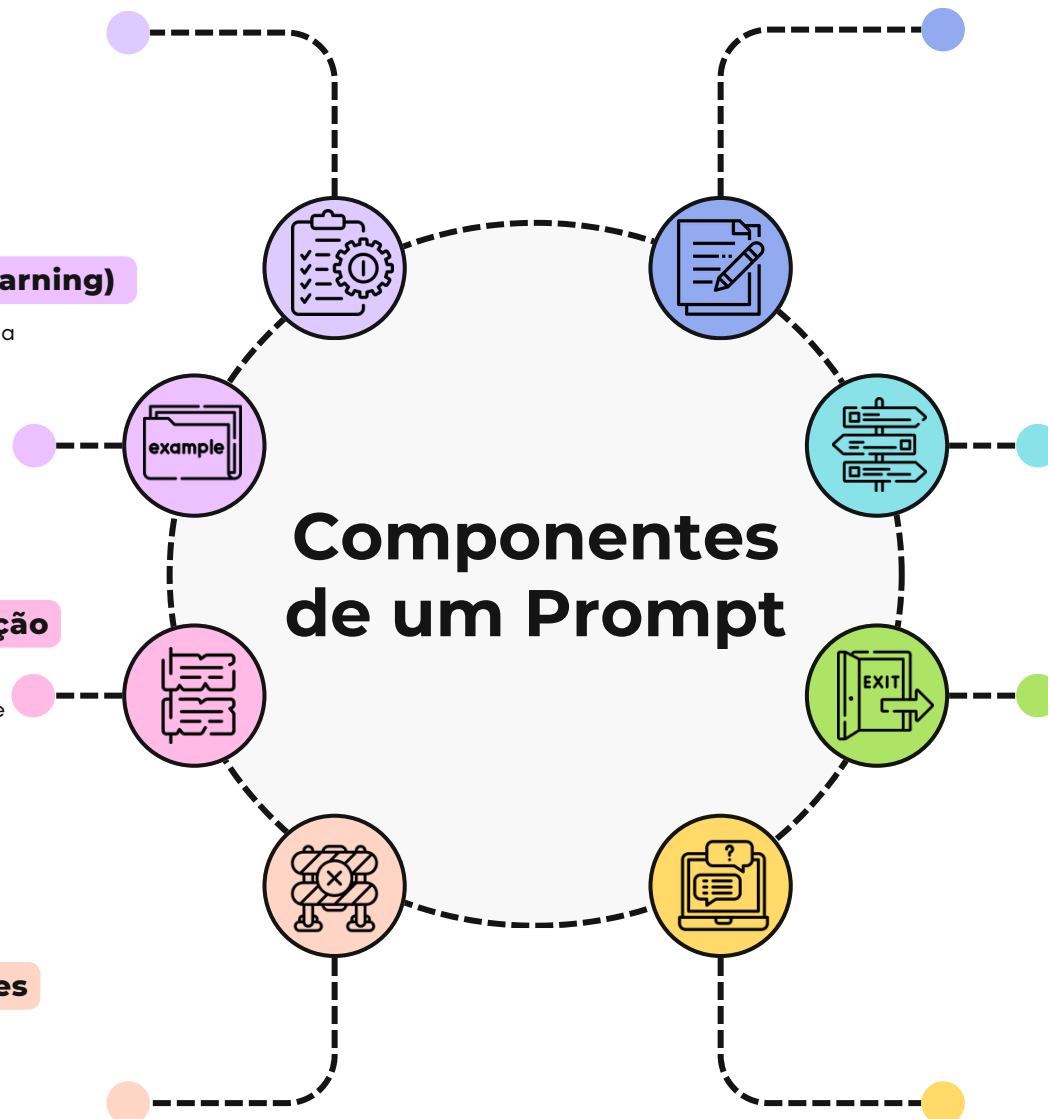 arning)
a
example
Componentes
de um Prompt
ção
EXIT
e
?
es